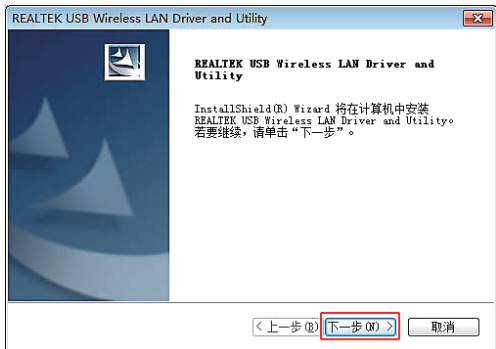 REALTEK USB Wireless LAN Driver and Utility
REALTEK USB Wireless LAN Driver and
Utility
InstallShield(R) Wizard 将在计算机中安装
REALTEK USB Wireless LAN Driver and Utility。
若要继续，请单击“下一步”。
< 上一步(B) 下一步(N) > 取消